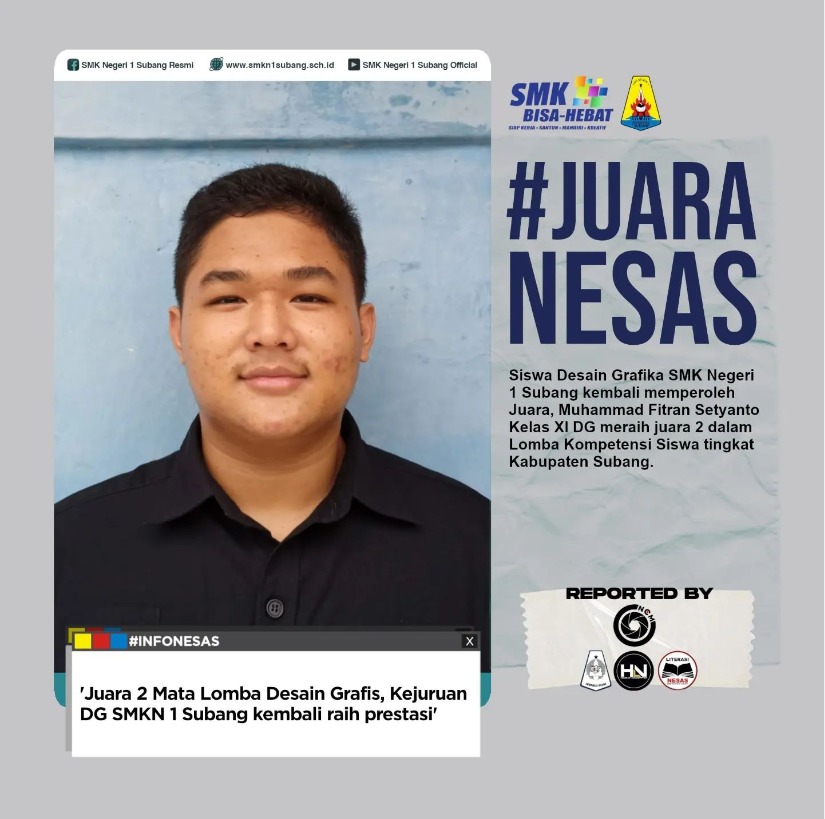 SMK Negeri 1 Subang Resmi
www.smkn1subang.sch.id
SMK Negeri 1 Subang Official
SMK
BISA-HEBAT
SIAP KERJA • SANTUN • MANDIRI • KREATIF
#JUARA
NESAS
Siswa Desain Grafika SMK Negeri
1 Subang kembali memperoleh
Juara, Muhammad Fitran Setyanto
Kelas XI DG meraih juara 2 dalam
Lomba Kompetensi Siswa tingkat
Kabupaten Subang.
#INFONESAS
X
'Juara 2 Mata Lomba Desain Grafis, Kejuruan
DG SMKN 1 Subang kembali raih prestasi'
REPORTED BY
NCM
HN
LITERASI
NESAS